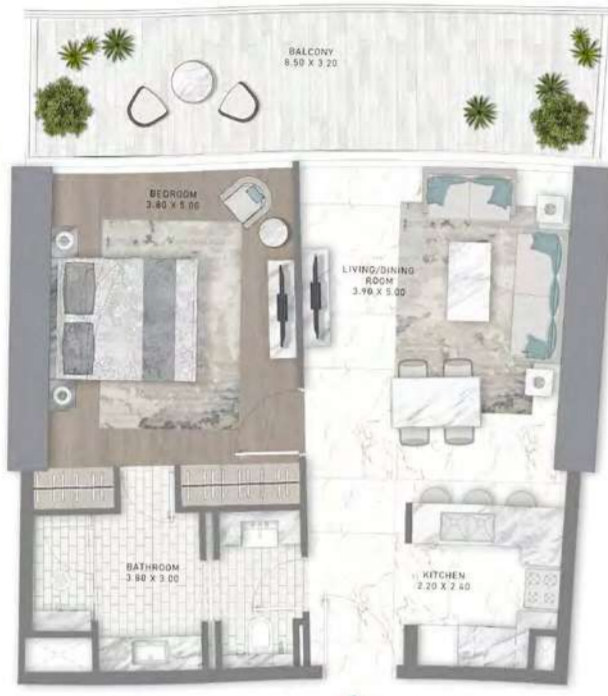 BALCONY
8.50 X 3.20
BEDROOM
3.80 X 5.00
LIVING/DINING
ROOM
3.90 X 5.00
BATHROOM
3.80 X 3.00
KITCHEN
2.20 X 2.40